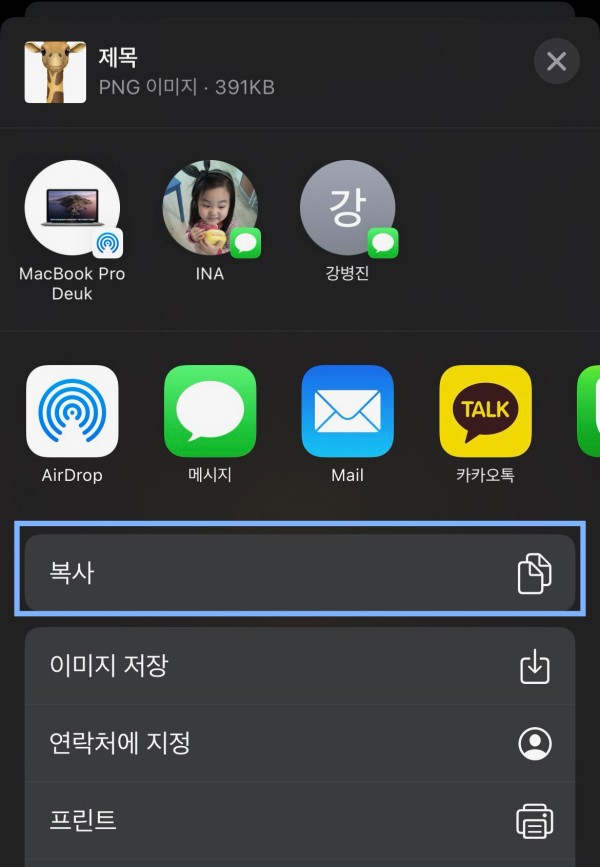 제목
PNG 이미지 · 391KB
MacBook Pro
Deuk
INA
강
강병진
AirDrop
메시지
Mail
TALK
카카오톡
복사
이미지 저장
연락처에 지정
프린트